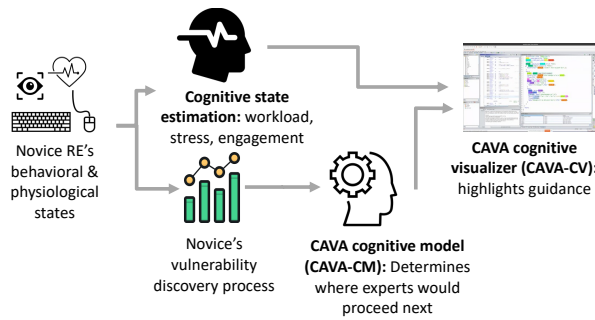 Cognitive state
estimation: workload,
stress, engagement
Novice RE's
behavioral &
physiological
states
Novice's
vulnerability
discovery process
CAVA cognitive model
(CAVA-CM): Determines
where experts would
proceed next
CAVA cognitive
visualizer (CAVA-CV):
highlights guidance